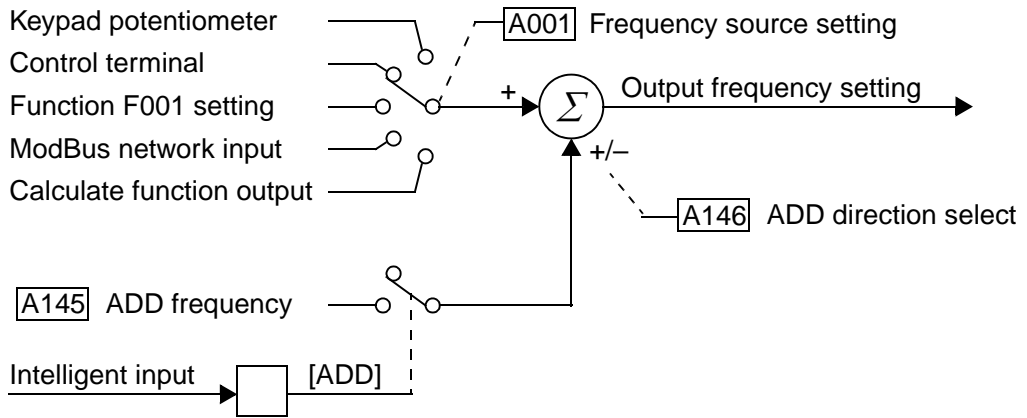 Keypad potentiometer
A001 Frequency source setting
Control terminal
Function F001 setting
+
Σ
Output frequency setting
ModBus network input
+/–
Calculate function output
A146 ADD direction select
A145 ADD frequency
Intelligent input
[ADD]